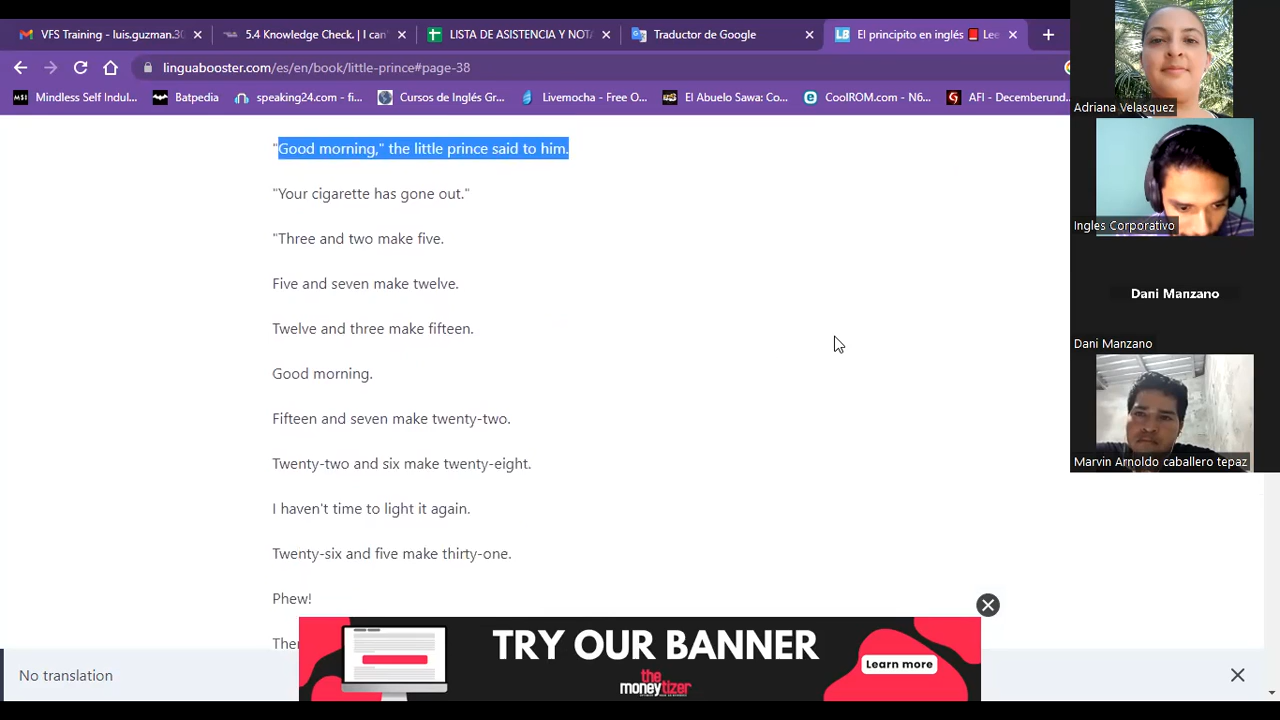 VFS Training - luis.guzman.30
5.4 Knowledge Check. | I can'
LISTA DE ASISTENCIA Y NOTA
Traductor de Google
El principito en inglés Lee
linguabooster.com/es/en/book/little-prince#page-38
Mindless Self Indul...
Batpedia
speaking24.com - fi...
Cursos de Inglés Gr...
Livemocha - Free O...
El Abuelo Sawa: Co...
CoolROM.com - N6...
AFI - Decemberund...
"Good morning," the little prince said to him.
"Your cigarette has gone out."
"Three and two make five.
Five and seven make twelve.
Twelve and three make fifteen.
Good morning.
Fifteen and seven make twenty-two.
Twenty-two and six make twenty-eight.
I haven't time to light it again.
Twenty-six and five make thirty-one.
Phew!
TRY OUR BANNER
the
moneytizer
Learn more
No translation
Adriana Velasquez
Ingles Corporativo
Dani Manzano
Dani Manzano
Marvin Arnoldo caballero tepaz